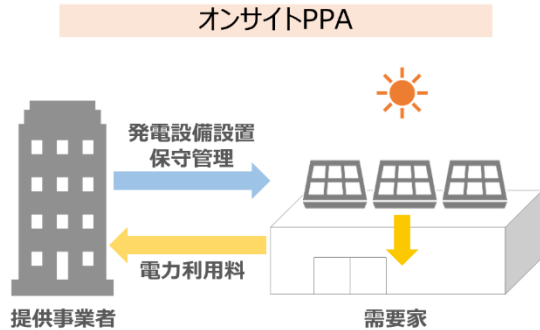 オンサイトPPA
発電設備設置
保守管理
電力利用料
提供事業者
需要家